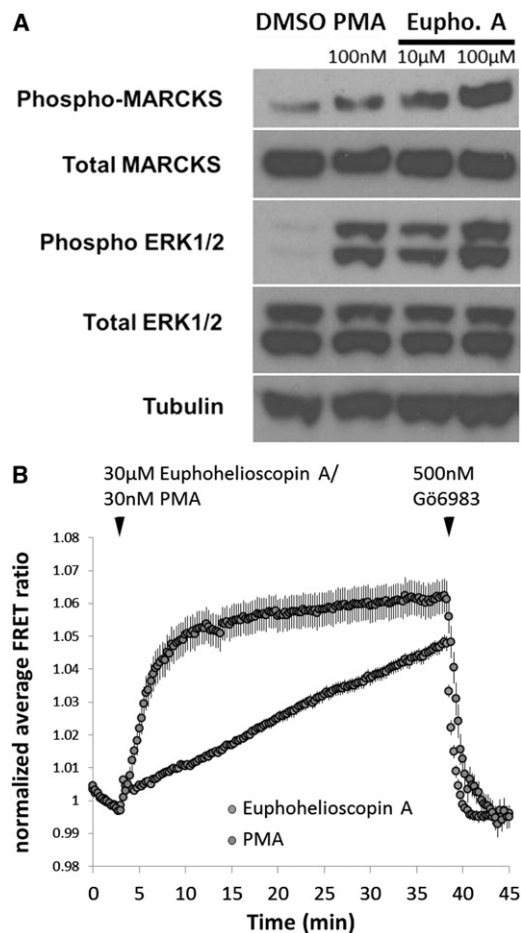 A
DMSO PMA Eupho. A
100nM 10µM 100µM
Phospho-MARCKS
Total MARCKS
Phospho ERK1/2
Total ERK1/2
Tubulin
B
30µM Euphohelioscopin A/ 500nM
30nM PMA Gö6983
1.08
1.07
1.06
1.05
1.04
1.03
1.02
1.01
1
0.99
0.98
normalized average FRET ratio
Euphohelioscopin A
PMA
0 5 10 15 20 25 30 35 40 45
Time (min)